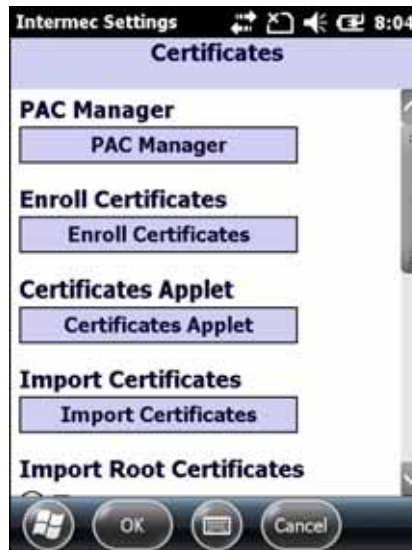 Intermec Settings 8:04
Certificates
PAC Manager
PAC Manager
Enroll Certificates
Enroll Certificates
Certificates Applet
Certificates Applet
Import Certificates
Import Certificates
Import Root Certificates
OK Cancel